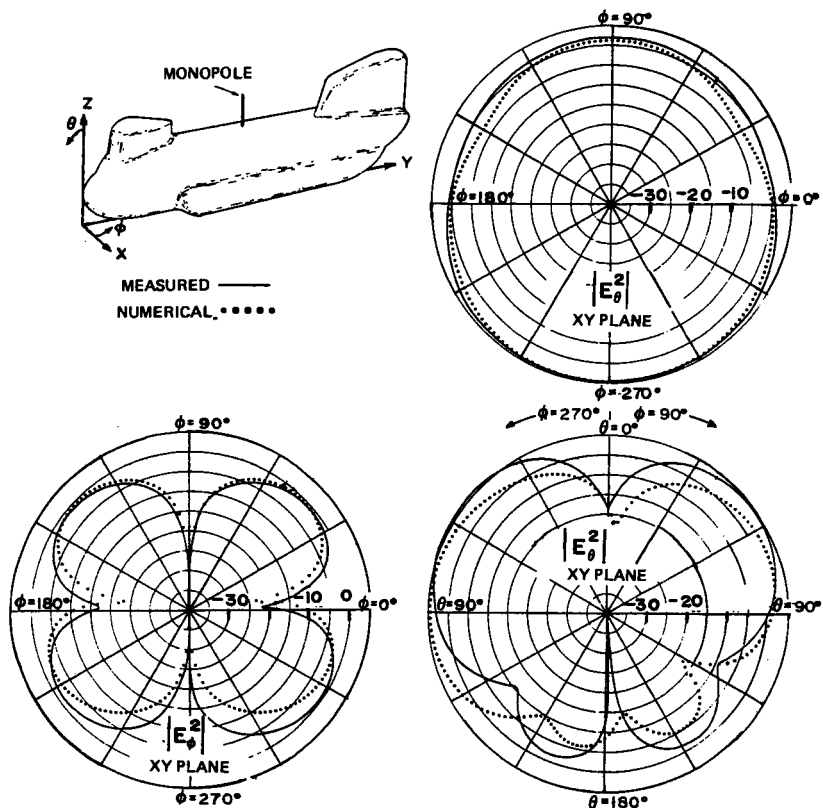 MONOPOLE
Z
θ
Y
φ
X
MEASURED
NUMERICAL
φ=90°
φ=180°
-30 -20 -10
φ=0°
|E²θ|
XY PLANE
φ=270°
φ=90°
φ=180°
-30 -10 0
φ=0°
|E²φ|
XY PLANE
φ=270°
φ=270° φ=90°
θ=0°
|E²θ|
XY PLANE
θ=90°
-30 -20
θ=90°
θ=180°